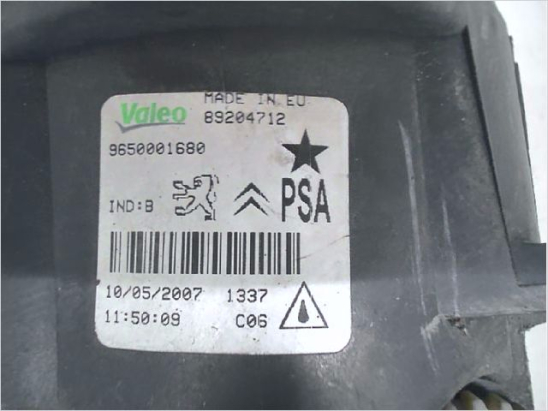 Valeo MADE IN EU
89204712
9650001680
IND:B PSA
10/05/2007 1337
11:50:09 C06